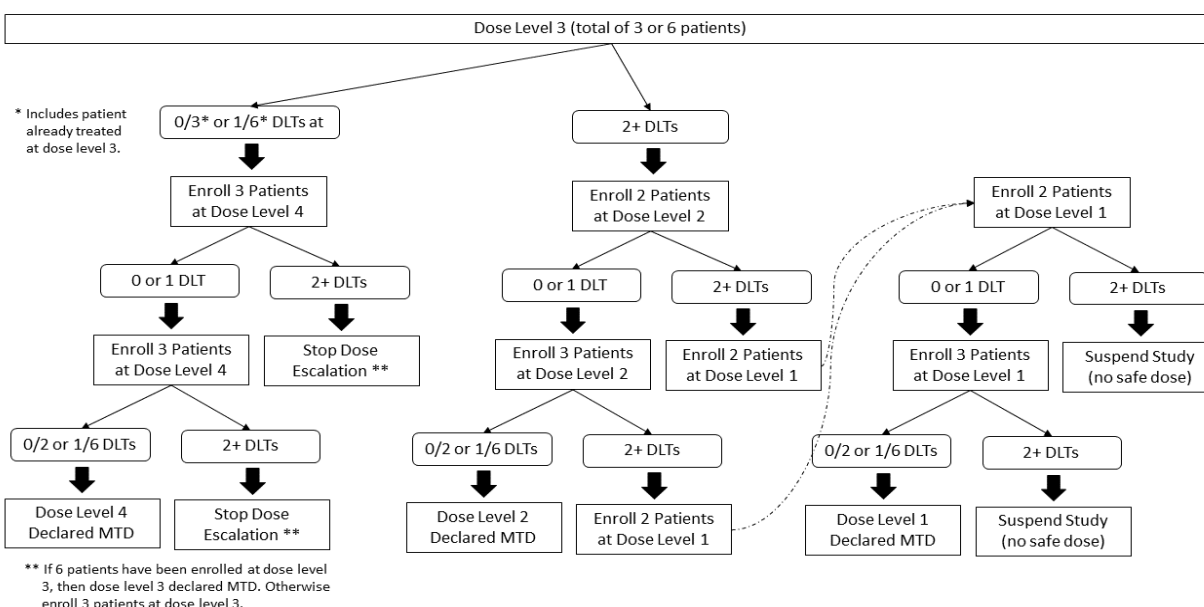 Dose Level 3 (total of 3 or 6 patients)
* Includes patient
already treated
at dose level 3.
0/3* or 1/6* DLTs at
2+ DLTs
Enroll 3 Patients
at Dose Level 4
Enroll 2 Patients
at Dose Level 2
Enroll 2 Patients
at Dose Level 1
0 or 1 DLT
2+ DLTs
0 or 1 DLT
2+ DLTs
0 or 1 DLT
2+ DLTs
Enroll 3 Patients
at Dose Level 4
Stop Dose
Escalation **
Enroll 3 Patients
at Dose Level 2
Enroll 2 Patients
at Dose Level 1
Enroll 3 Patients
at Dose Level 1
Suspend Study
(no safe dose)
0/2 or 1/6 DLTs
2+ DLTs
0/2 or 1/6 DLTs
2+ DLTs
0/2 or 1/6 DLTs
2+ DLTs
Dose Level 4
Declared MTD
Stop Dose
Escalation **
Dose Level 2
Declared MTD
Enroll 2 Patients
at Dose Level 1
Dose Level 1
Declared MTD
Suspend Study
(no safe dose)
** If 6 patients have been enrolled at dose level
3, then dose level 3 declared MTD. Otherwise
enroll 3 patients at dose level 3.